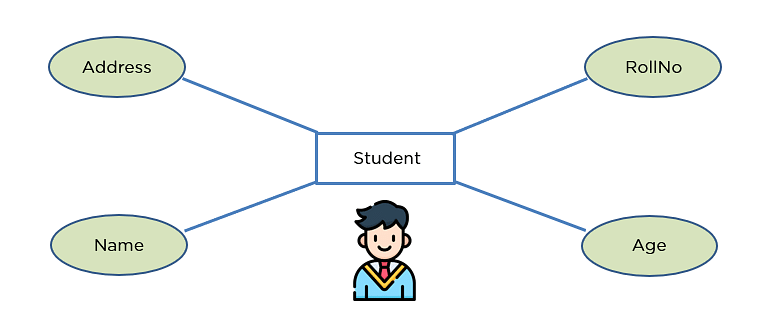 Address
RollNo
Student
Name
Age